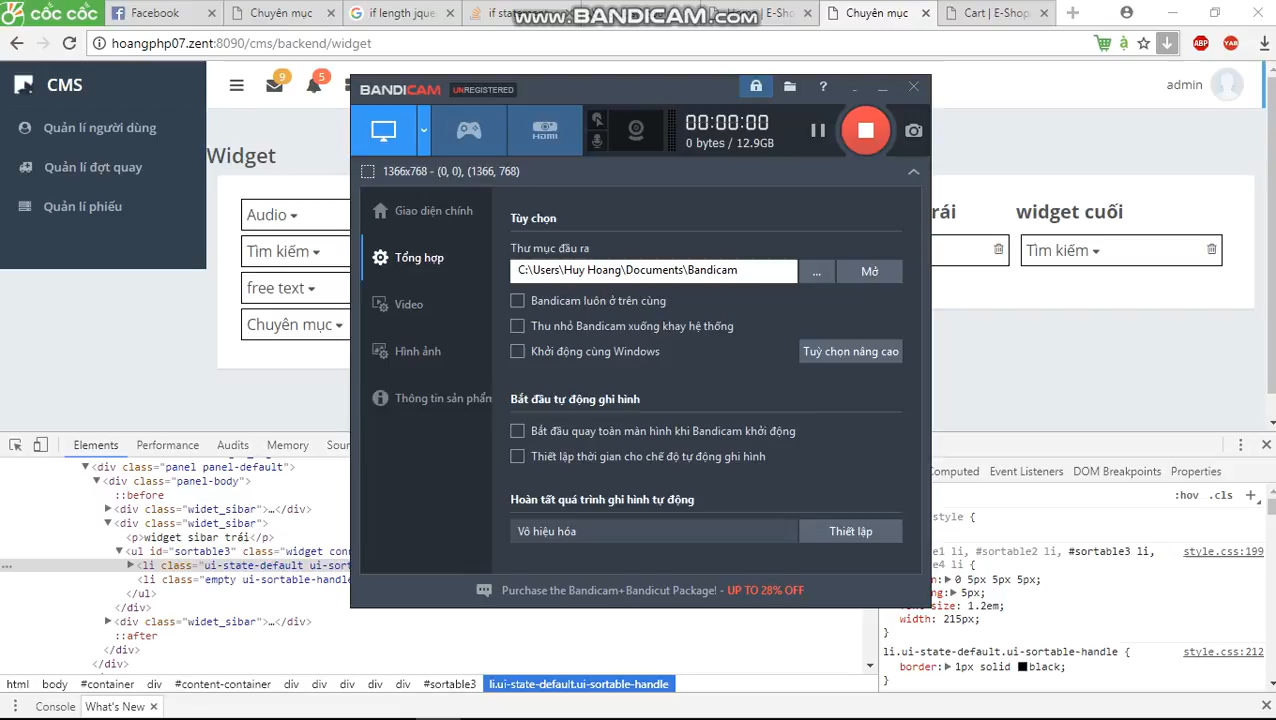 cốc cốc
Facebook
Chuyên mục
if length jque
if state
www.BANDICAM.com
E-Shop
Chuyên mục
Cart | E-Shop
hoangphp07.zent:8090/cms/backend/widget
ABP
YAB
CMS
9
5
admin
Quản lí người dùng
Quản lí đợt quay
Quản lí phiếu
Widget
Audio
Tìm kiếm
free text
Chuyên mục
rái
widget cuối
Tìm kiếm
BANDICAM UNREGISTERED
?
HDMI
00:00:00
0 bytes / 12.9GB
1366x768 - (0, 0), (1366, 768)
Giao diện chính
Tổng hợp
Video
Hình ảnh
Thông tin sản phẩn
Tùy chọn
Thư mục đầu ra
C:\Users\Huy Hoang\Documents\Bandicam
...
Mở
Bandicam luôn ở trên cùng
Thu nhỏ Bandicam xuống khay hệ thống
Khởi động cùng Windows
Tuỳ chọn nâng cao
Bắt đầu tự động ghi hình
Bắt đầu quay toàn màn hình khi Bandicam khởi động
Thiết lập thời gian cho chế độ tự động ghi hình
Hoàn tất quá trình ghi hình tự động
Vô hiệu hóa
Thiết lập
Purchase the Bandicam+Bandicut Package! - UP TO 28% OFF
Elements Performance Audits Memory Sour
<div class="panel panel-default">
<div class="panel-body">
::before
<div class="widet_sibar">…</div>
<div class="widet_sibar">
<p>widget sibar trái</p>
<ul id="sortable3" class="widget conn
<li class="ui-state-default ui-sort
<li class="empty ui-sortable-handle
</ul>
</div>
<div class="widet_sibar">…</div>
::after
</div>
html body #container div #content-container div div div div #sortable3 li.ui-state-default.ui-sortable-handle
Console What's New
Computed Event Listeners DOM Breakpoints Properties
:hov .cls +
style {
}
e1 li, #sortable2 li, #sortable3 li,
e4 li {
style.css:199
n: 0 5px 5px 5px;
g: 5px;
size: 1.2em;
width: 215px;
}
li.ui-state-default.ui-sortable-handle {
style.css:212
border: 1px solid black;
}